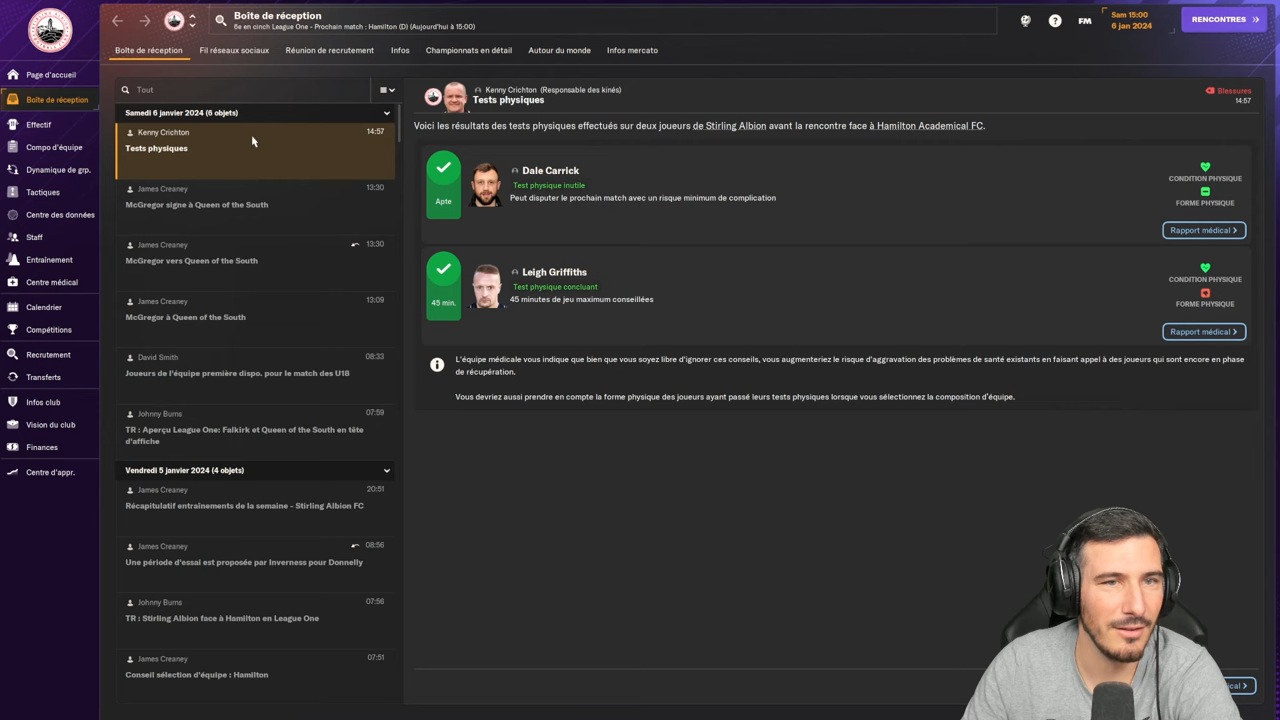 Boîte de réception
6e en cinch League One - Prochain match : Hamilton (D) (Aujourd'hui à 15:00)
FM
Sam 15:00
6 jan 2024
RENCONTRES
Boîte de réception
Fil réseaux sociaux
Réunion de recrutement
Infos
Championnats en détail
Autour du monde
Infos mercato
Page d'accueil
Boîte de réception
Effectif
Compo d'équipe
Dynamique de grp.
Tactiques
Centre des données
Staff
Entraînement
Centre médical
Calendrier
Compétitions
Recrutement
Transferts
Infos club
Vision du club
Finances
Centre d'appr.
Tout
Samedi 6 janvier 2024 (6 objets)
Kenny Crichton 14:57
Tests physiques
James Creaney 13:30
McGregor signe à Queen of the South
James Creaney 13:30
McGregor vers Queen of the South
James Creaney 13:09
McGregor à Queen of the South
David Smith 08:33
Joueurs de l'équipe première dispo. pour le match des U18
Johnny Burns 07:59
TR : Aperçu League One: Falkirk et Queen of the South en tête
d'affiche
Vendredi 5 janvier 2024 (4 objets)
James Creaney 20:51
Récapitulatif entraînements de la semaine - Stirling Albion FC
James Creaney 08:56
Une période d'essai est proposée par Inverness pour Donnelly
Johnny Burns 07:56
TR : Stirling Albion face à Hamilton en League One
James Creaney 07:51
Conseil sélection d'équipe : Hamilton
Kenny Crichton (Responsable des kinés)
Tests physiques
Blessures
14:57
Voici les résultats des tests physiques effectués sur deux joueurs de Stirling Albion avant la rencontre face à Hamilton Academical FC.
Apte
Dale Carrick
Test physique inutile
Peut disputer le prochain match avec un risque minimum de complication
CONDITION PHYSIQUE
FORME PHYSIQUE
Rapport médical
45 min.
Leigh Griffiths
Test physique concluant
45 minutes de jeu maximum conseillées
CONDITION PHYSIQUE
FORME PHYSIQUE
Rapport médical
L'équipe médicale vous indique que bien que vous soyez libre d'ignorer ces conseils, vous augmenteriez le risque d'aggravation des problèmes de santé existants en faisant appel à des joueurs qui sont encore en phase
de récupération.
Vous devriez aussi prendre en compte la forme physique des joueurs ayant passé leurs tests physiques lorsque vous sélectionnez la composition d'équipe.